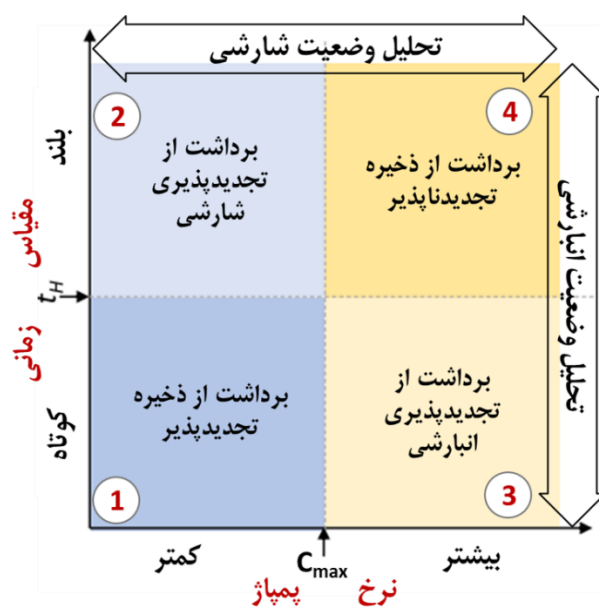 تحلیل وضعیت شارشی
2
4
برداشت از
تجدیدپذیری
شارشی
برداشت از ذخیره
تجدیدناپذیر
تحلیل وضعیت انبارشی
بلند
مقیاس
t_H
زمانی
کوتاه
برداشت از ذخیره
تجدیدپذیر
برداشت از
تجدیدپذیری
انبارشی
1
3
کمتر
Cmax
بیشتر
نرخ پمپاژ